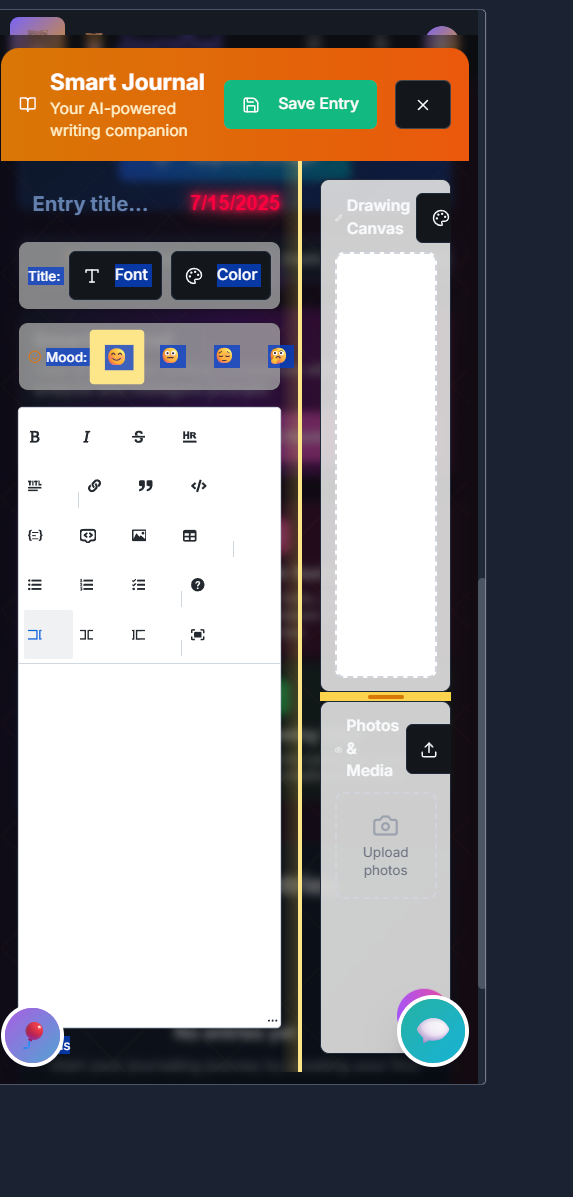 Smart Journal
Your AI-powered
writing companion
Save Entry
Entry title...
7/15/2025
Title:
Font
Color
Mood:
B
I
S
HR
TITL
Drawing
Canvas
Photos
&
Media
Upload
photos